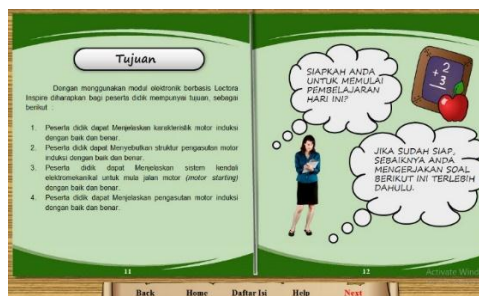 Tujuan
Dengan menggunakan modul elektronik berbasis Lectora
Inspire diharapkan bagi peserta didik mempunyai tujuan, sebagai
berikut :
1. Peserta didik dapat Menjelaskan karakteristik motor induksi
dengan baik dan benar.
2. Peserta didik dapat Menyebutkan struktur pengasutan motor
induksi dengan baik dan benar.
3. Peserta didik dapat Menjelaskan sistem kendali
elektromekanikal untuk mula jalan motor (motor starting)
dengan baik dan benar.
4. Peserta didik dapat Menjelaskan pengasutan motor induksi
dengan baik dan benar.
11
SIAPKAH ANDA
UNTUK MEMULAI
PEMBELAJARAN
HARI INI?
2
+ 3
JIKA SUDAH SIAP,
SEBAIKNYA ANDA
MENGERJAKAN SOAL
BERIKUT INI TERLEBIH
DAHULU.
12
Activate Wind
Back Home Daftar Isi Help Next